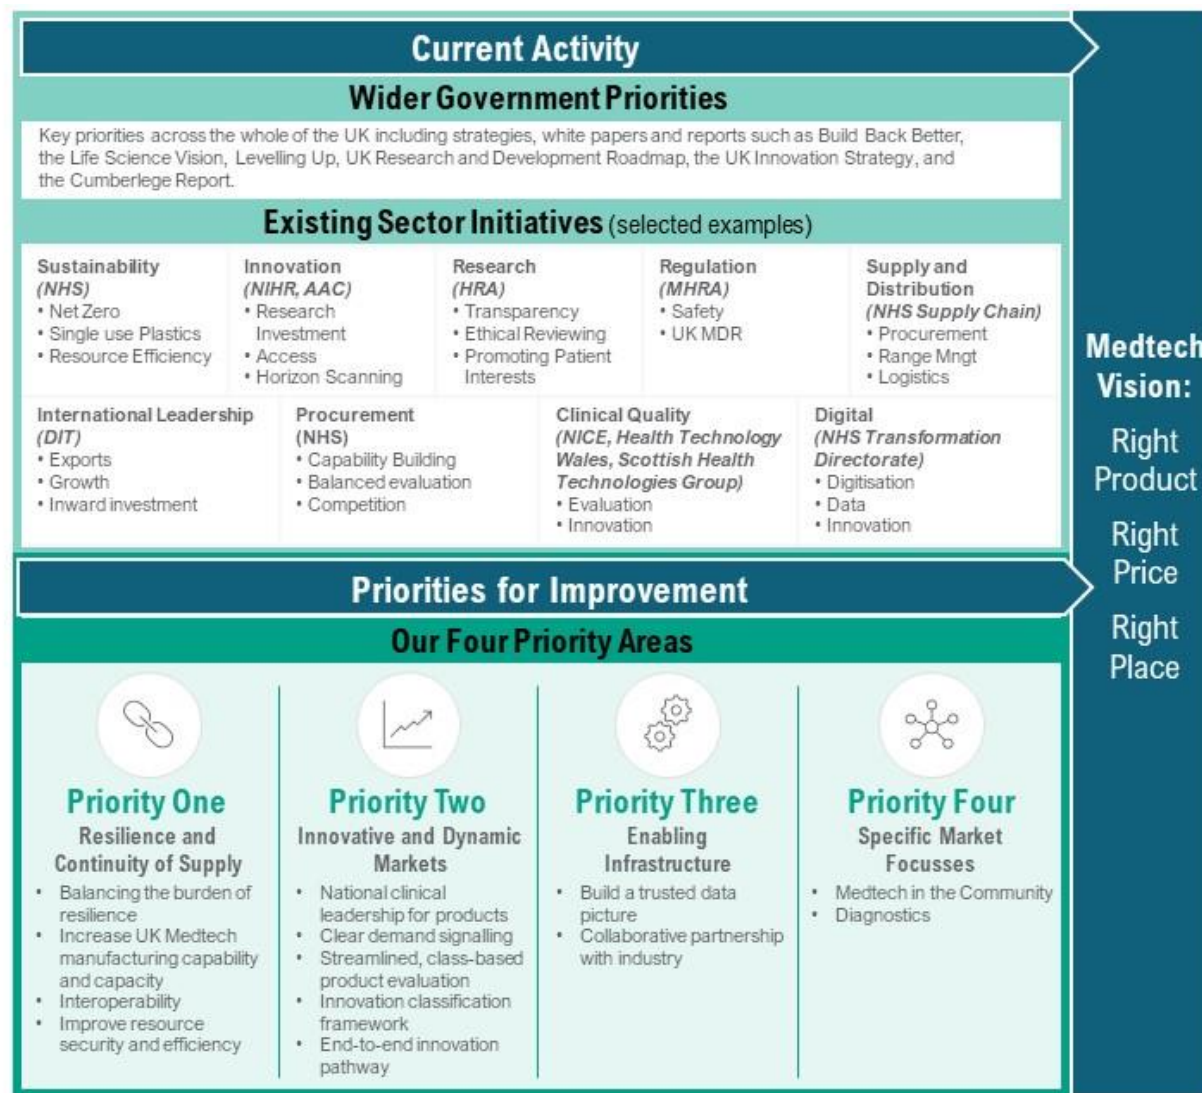 Current Activity
Wider Government Priorities
Key priorities across the whole of the UK including strategies, white papers and reports such as Build Back Better,
the Life Science Vision, Levelling Up, UK Research and Development Roadmap, the UK Innovation Strategy, and
the Cumberlege Report.
Existing Sector Initiatives (selected examples)
Sustainability
(NHS)
• Net Zero
• Single use Plastics
• Resource Efficiency
Innovation
(NIHR, AAC)
• Research
Investment
• Access
• Horizon Scanning
Research
(HRA)
• Transparency
• Ethical Reviewing
• Promoting Patient
Interests
Regulation
(MHRA)
• Safety
• UK MDR
Supply and
Distribution
(NHS Supply Chain)
• Procurement
• Range Mngt
• Logistics
International Leadership
(DIT)
• Exports
• Growth
• Inward investment
Procurement
(NHS)
• Capability Building
• Balanced evaluation
• Competition
Clinical Quality
(NICE, Health Technology
Wales, Scottish Health
Technologies Group)
• Evaluation
• Innovation
Digital
(NHS Transformation
Directorate)
• Digitisation
• Data
• Innovation
Priorities for Improvement
Our Four Priority Areas
Priority One
Resilience and
Continuity of Supply
• Balancing the burden of
resilience
• Increase UK Medtech
manufacturing capability
and capacity
• Interoperability
• Improve resource
security and efficiency
Priority Two
Innovative and Dynamic
Markets
• National clinical
leadership for products
• Clear demand signalling
• Streamlined, class-based
product evaluation
• Innovation classification
framework
• End-to-end innovation
pathway
Priority Three
Enabling
Infrastructure
• Build a trusted data
picture
• Collaborative partnership
with industry
Priority Four
Specific Market
Focusses
• Medtech in the Community
• Diagnostics
Medtech
Vision:
Right
Product
Right
Price
Right
Place